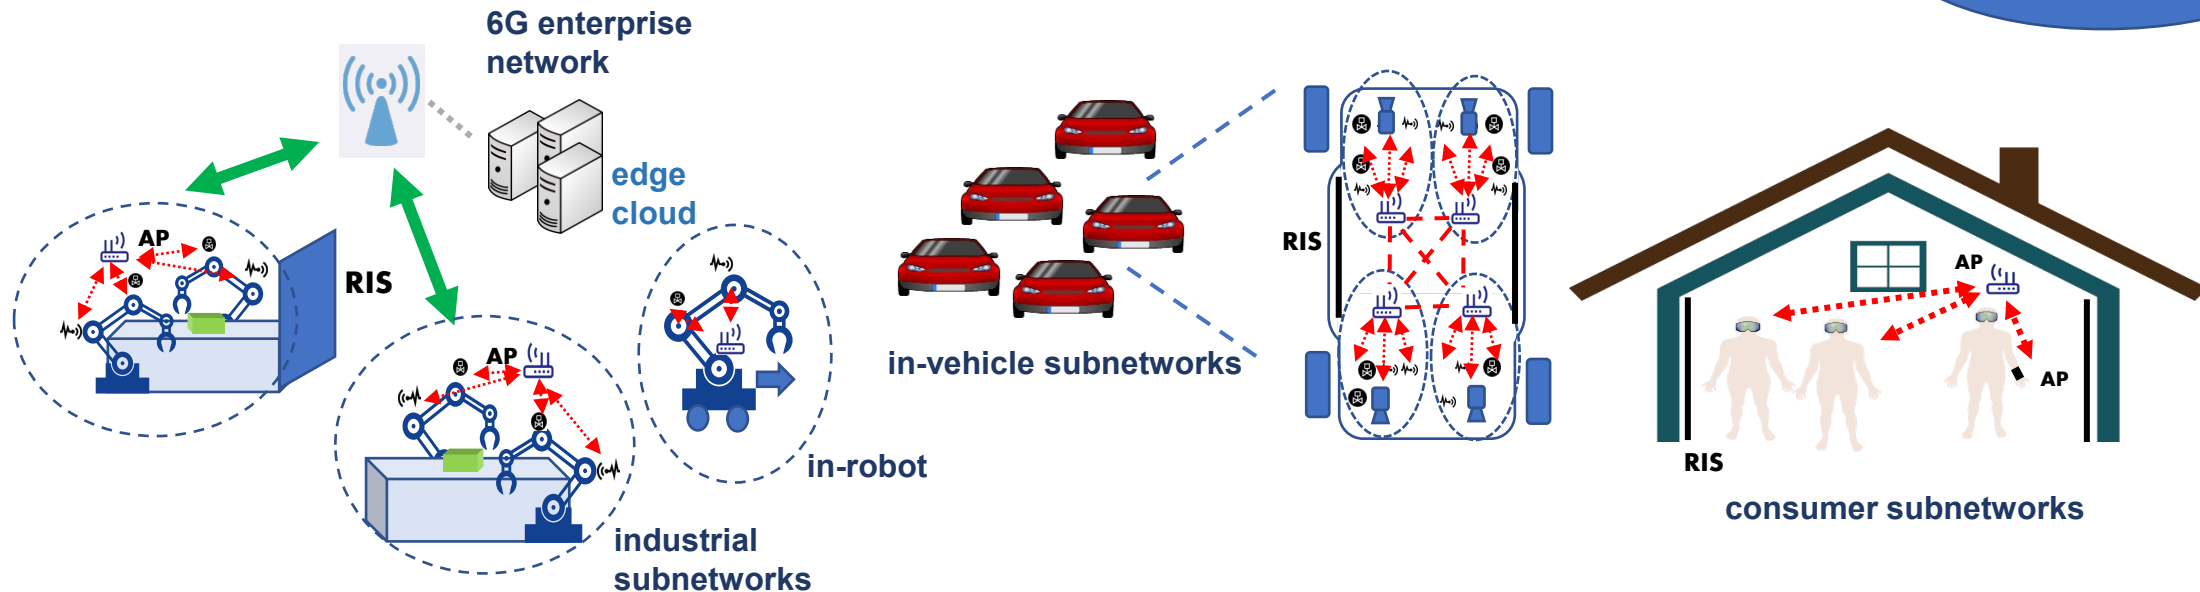 6G enterprise
network
edge
cloud
AP
RIS
AP
in-robot
industrial
subnetworks
in-vehicle subnetworks
RIS
AP
AP
RIS
consumer subnetworks